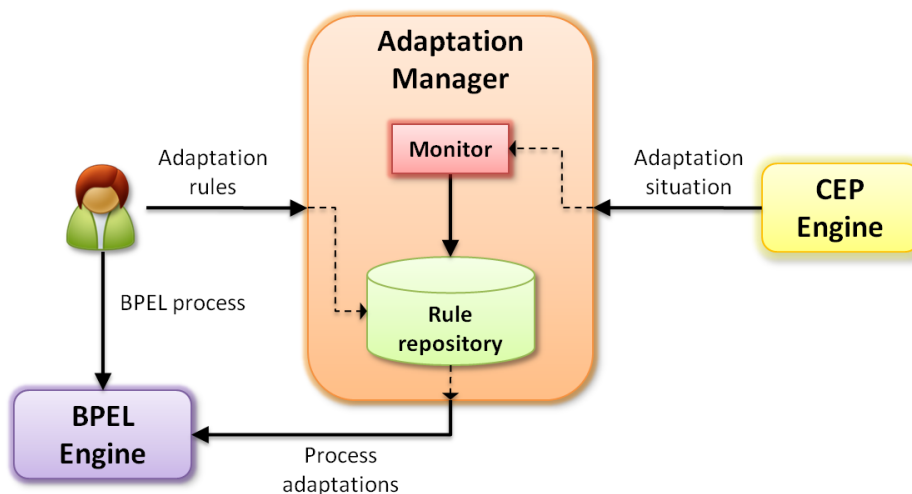 Adaptation
Manager
Monitor
Adaptation
rules
Adaptation
situation
CEP
Engine
BPEL process
Rule
repository
BPEL
Engine
Process
adaptations